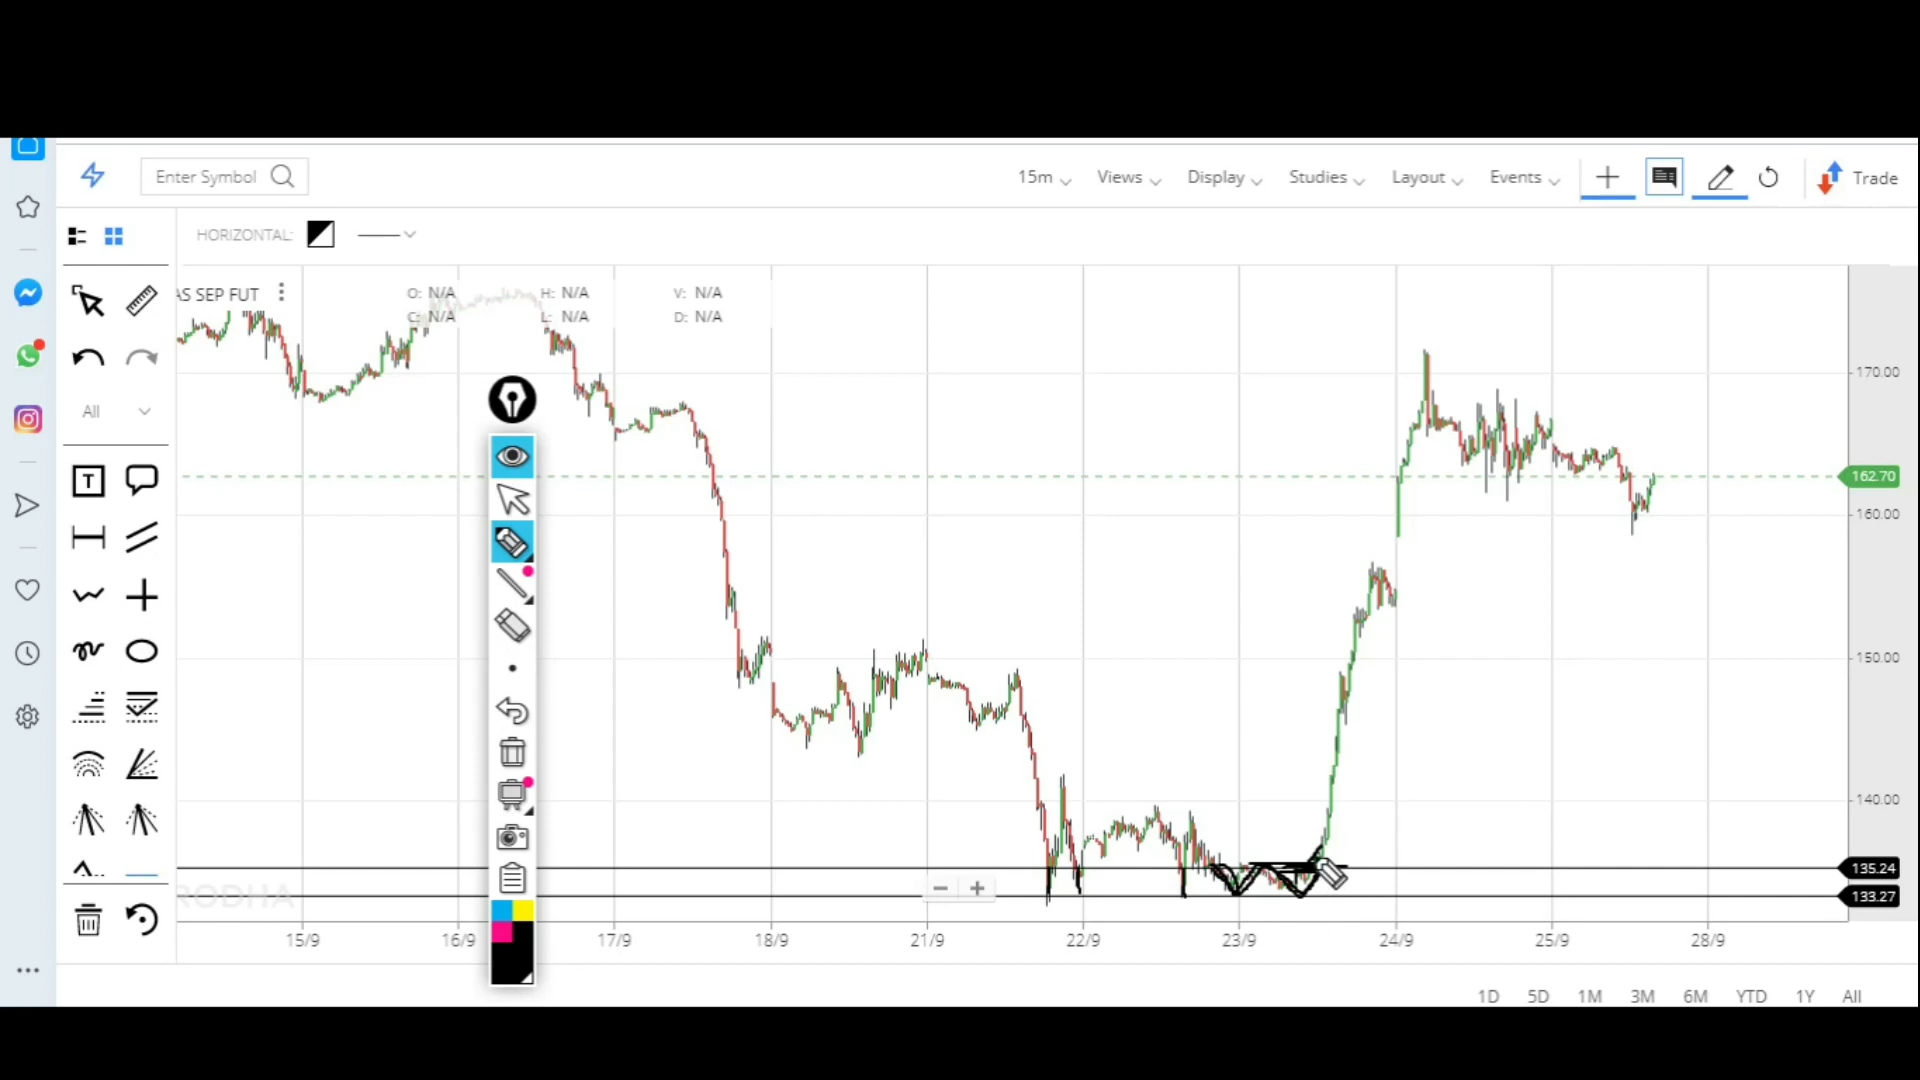 Enter Symbol
15m Views Display Studies Layout Events Trade
HORIZONTAL:
AS SEP FUT
O: N/A H: N/A V: N/A
C: N/A L: N/A D: N/A
All
T
170.00
162.70
160.00
150.00
140.00
135.24
133.27
RODHA
15/9 16/9 17/9 18/9 21/9 22/9 23/9 24/9 25/9 28/9
1D 5D 1M 3M 6M YTD 1Y All